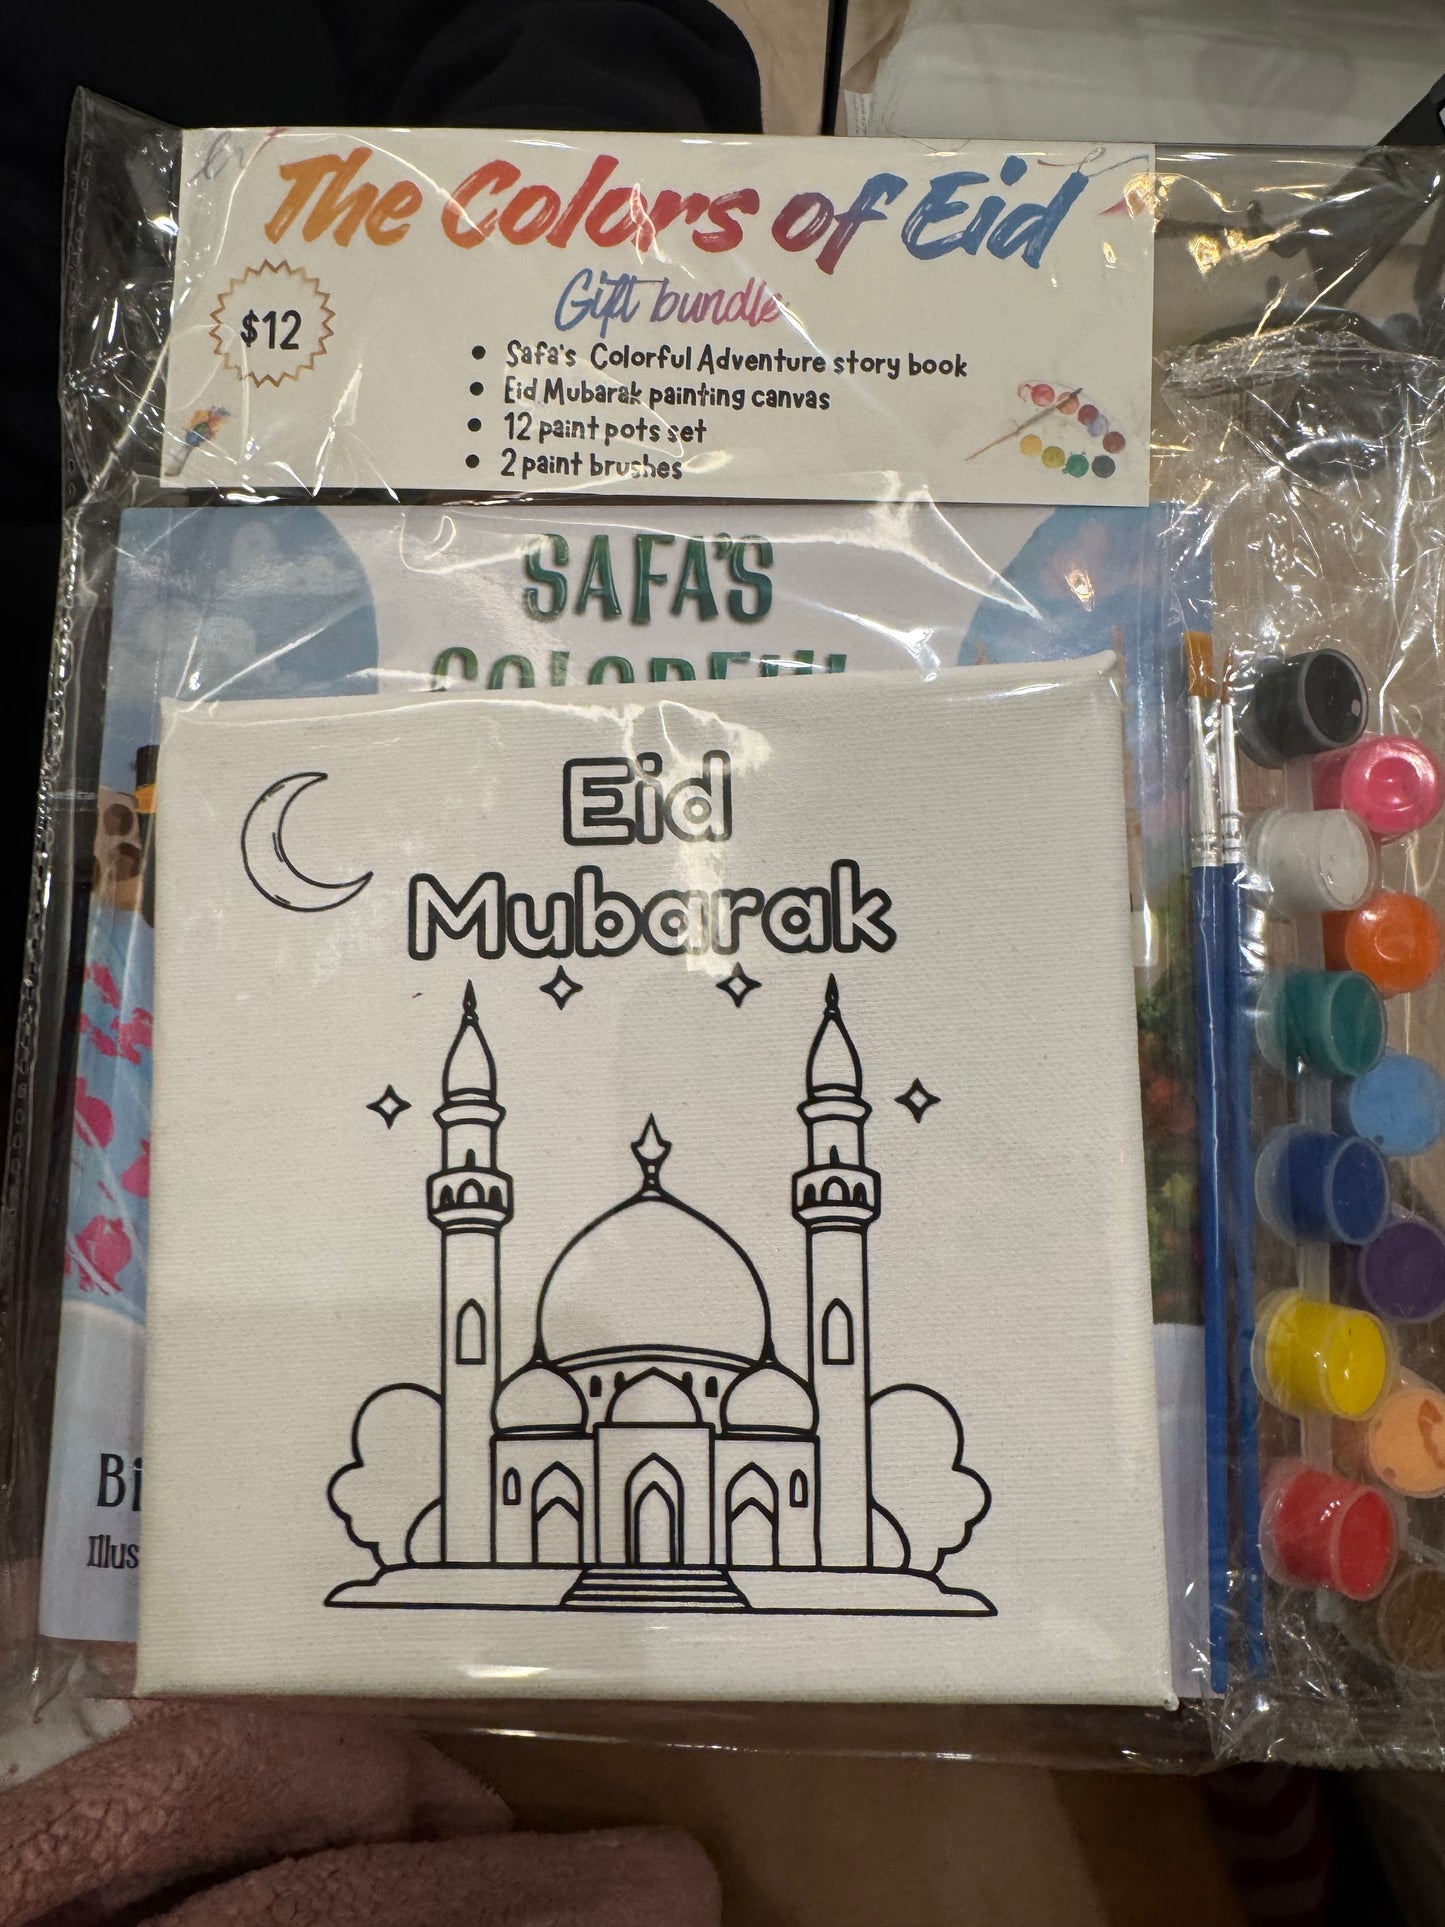 The Colors of Eid
Gift bundle
$12
• Safa's Colorful Adventure story book
• Eid Mubarak painting canvas
• 12 paint pots set
• 2 paint brushes
SAFA'S
COLORFUL
Eid
Mubarak